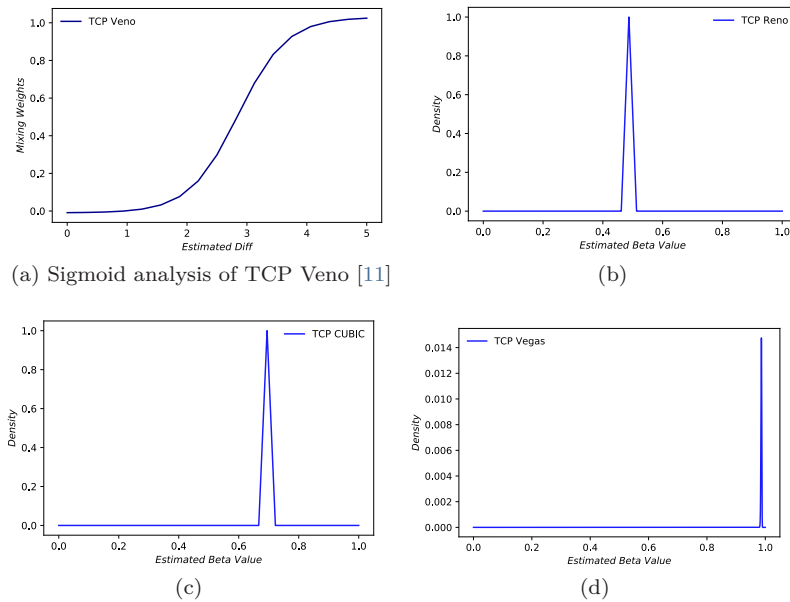 TCP Veno
1.0
0.8
0.6
0.4
0.2
0.0
Mixing Weights
0 1 2 3 4 5
Estimated Diff
(a) Sigmoid analysis of TCP Veno [11]
TCP Reno
1.0
0.8
0.6
0.4
0.2
0.0
Density
0.0 0.2 0.4 0.6 0.8 1.0
Estimated Beta Value
(b)
TCP CUBIC
1.0
0.8
0.6
0.4
0.2
0.0
Density
0.0 0.2 0.4 0.6 0.8 1.0
Estimated Beta Value
(c)
TCP Vegas
0.014
0.012
0.010
0.008
0.006
0.004
0.002
0.000
Density
0.0 0.2 0.4 0.6 0.8 1.0
Estimated Beta Value
(d)